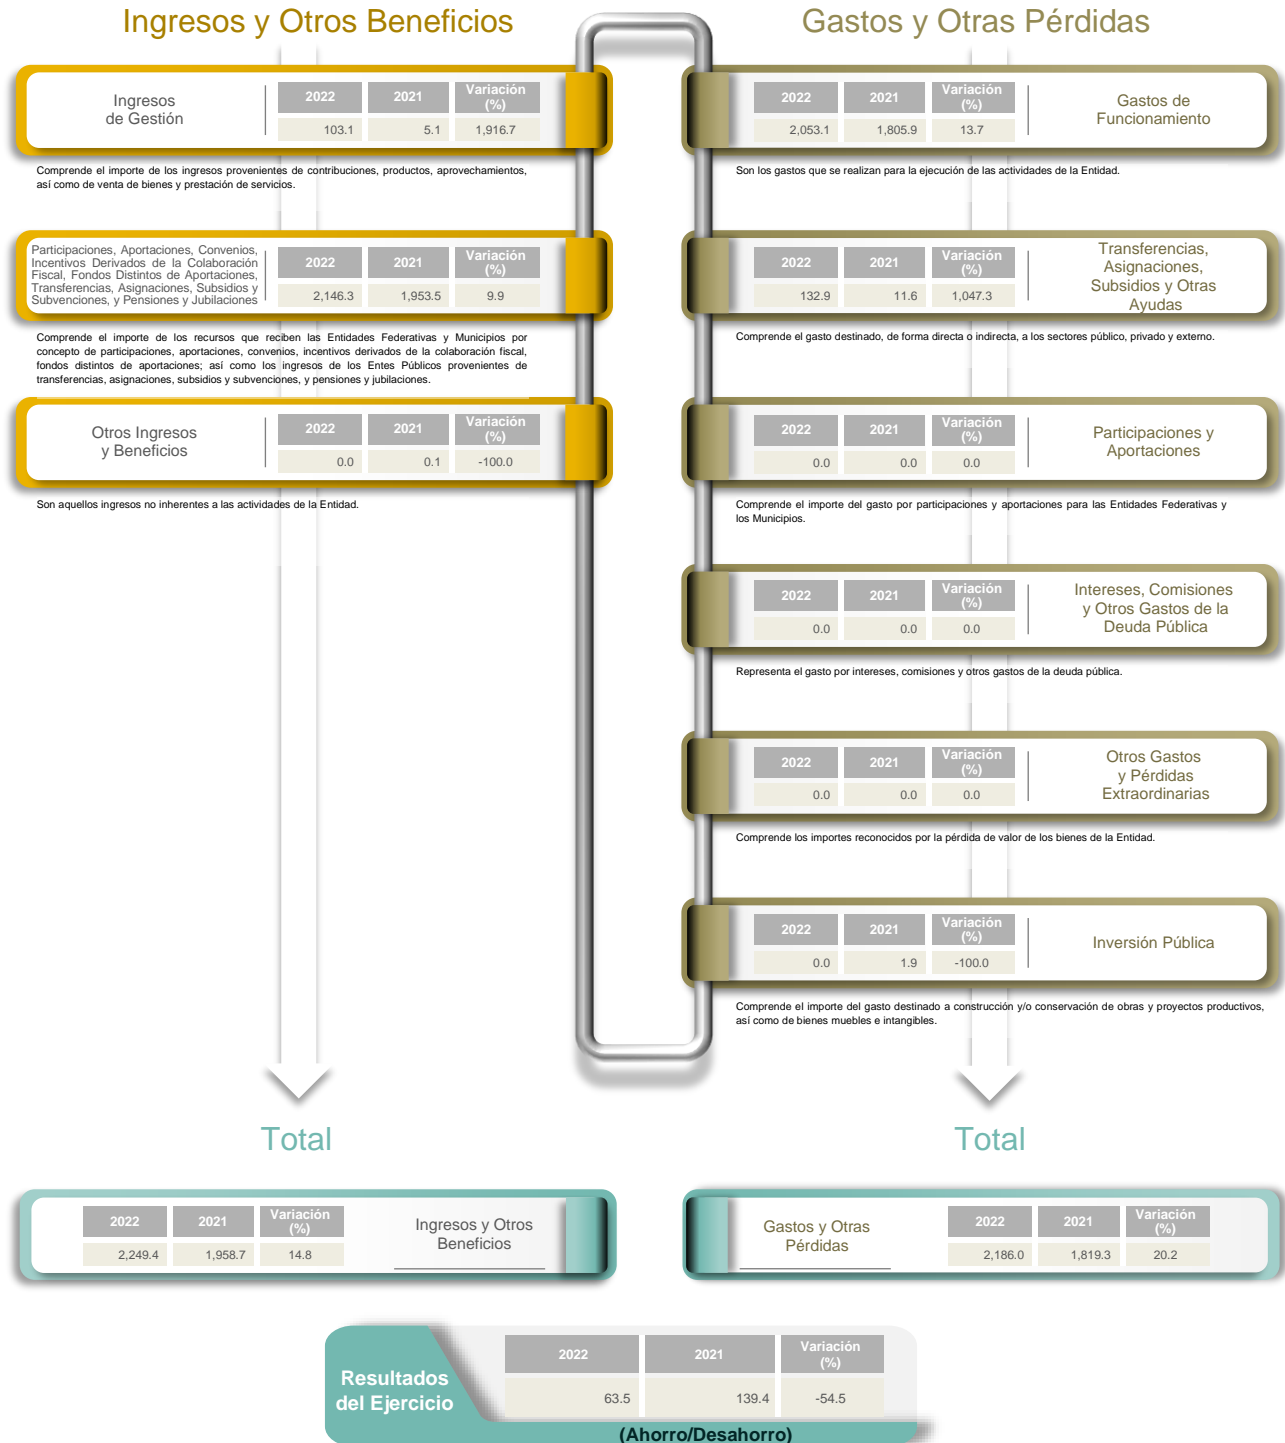 Ingresos y Otros Beneficios
Ingresos
de Gestión
2022 2021 Variación
(%)
103.1 5.1 1,916.7
Comprende el importe de los ingresos provenientes de contribuciones, productos, aprovechamientos,
así como de venta de bienes y prestación de servicios.
Participaciones, Aportaciones, Convenios,
Incentivos Derivados de la Colaboración
Fiscal, Fondos Distintos de Aportaciones,
Transferencias, Asignaciones, Subsidios y
Subvenciones, y Pensiones y Jubilaciones
2022 2021 Variación
(%)
2,146.3 1,953.5 9.9
Comprende el importe de los recursos que reciben las Entidades Federativas y Municipios por
concepto de participaciones, aportaciones, convenios, incentivos derivados de la colaboración fiscal,
fondos distintos de aportaciones; así como los ingresos de los Entes Públicos provenientes de
transferencias, asignaciones, subsidios y subvenciones, y pensiones y jubilaciones.
Otros Ingresos
y Beneficios
2022 2021 Variación
(%)
0.0 0.1 -100.0
Son aquellos ingresos no inherentes a las actividades de la Entidad.
Gastos y Otras Pérdidas
2022 2021 Variación
(%)
2,053.1 1,805.9 13.7
Gastos de
Funcionamiento
Son los gastos que se realizan para la ejecución de las actividades de la Entidad.
2022 2021 Variación
(%)
132.9 11.6 1,047.3
Transferencias,
Asignaciones,
Subsidios y Otras
Ayudas
Comprende el gasto destinado, de forma directa o indirecta, a los sectores público, privado y externo.
2022 2021 Variación
(%)
0.0 0.0 0.0
Participaciones y
Aportaciones
Comprende el importe del gasto por participaciones y aportaciones para las Entidades Federativas y
los Municipios.
2022 2021 Variación
(%)
0.0 0.0 0.0
Intereses, Comisiones
y Otros Gastos de la
Deuda Pública
Representa el gasto por intereses, comisiones y otros gastos de la deuda pública.
2022 2021 Variación
(%)
0.0 0.0 0.0
Otros Gastos
y Pérdidas
Extraordinarias
Comprende los importes reconocidos por la pérdida de valor de los bienes de la Entidad.
2022 2021 Variación
(%)
0.0 1.9 -100.0
Inversión Pública
Comprende el importe del gasto destinado a construcción y/o conservación de obras y proyectos productivos,
así como de bienes muebles e intangibles.
Total
2022 2021 Variación
(%)
2,249.4 1,958.7 14.8
Ingresos y Otros
Beneficios
Total
Gastos y Otras
Pérdidas
2022 2021 Variación
(%)
2,186.0 1,819.3 20.2
Resultados
del Ejercicio
2022 2021 Variación
(%)
63.5 139.4 -54.5
(Ahorro/Desahorro)